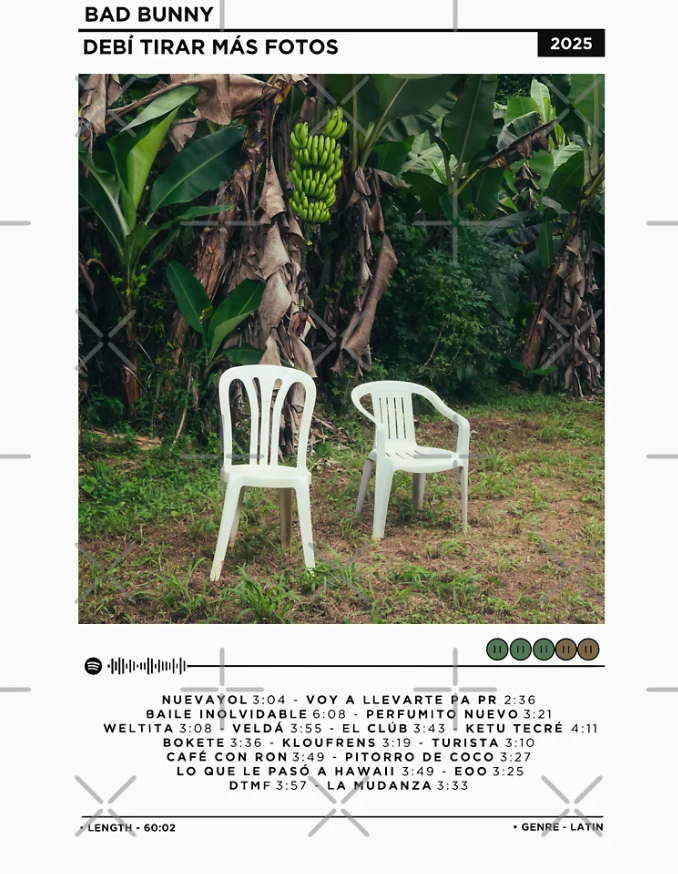 BAD BUNNY
DEBÍ TIRAR MÁS FOTOS
2025
NUEVAYOL 3:04 - VOY A LLEVARTE PA PR 2:36
BAILE INOLVIDABLE 6:08 - PERFUMITO NUEVO 3:21
WELTITA 3:08 - VELDÁ 3:55 - EL CLÚB 3:43 - KETU TECRÉ 4:11
BOKETE 3:36 - KLOUFRENS 3:19 - TURISTA 3:10
CAFÉ CON RON 3:49 - PITORRO DE COCO 3:27
LO QUE LE PASÓ A HAWAII 3:49 - EOO 3:25
DTMF 3:57 - LA MUDANZA 3:33
• LENGTH - 60:02
• GENRE - LATIN